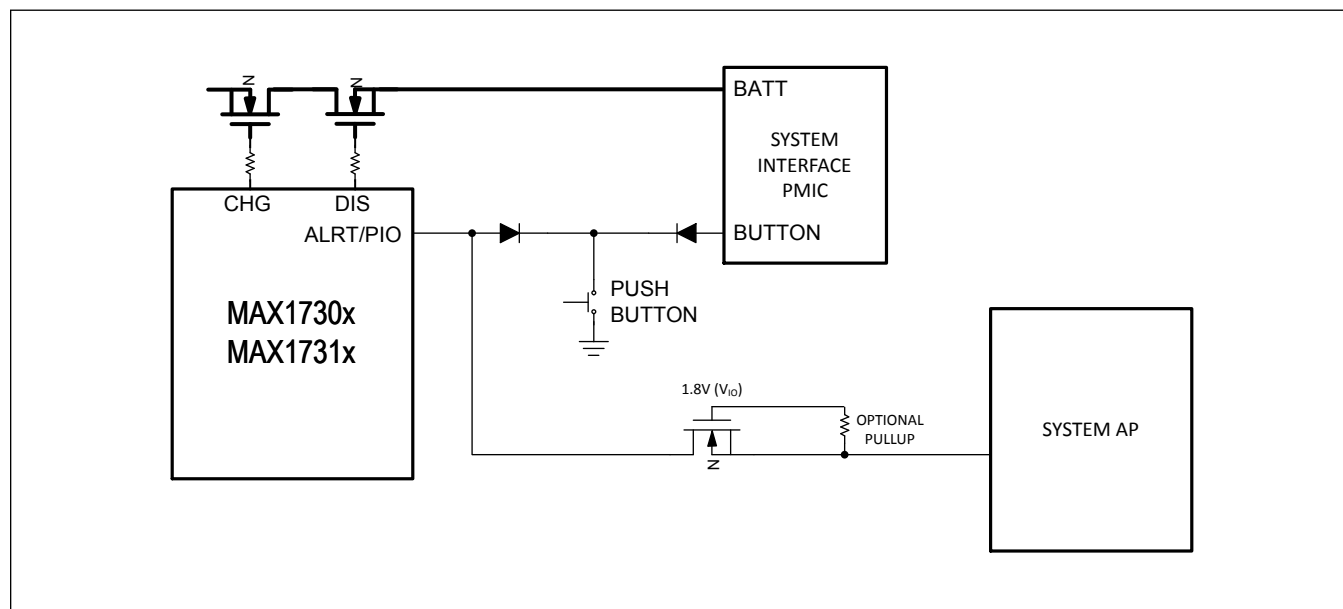 N
N
BATT
SYSTEM
INTERFACE
PMIC
BUTTON
CHG
DIS
ALRT/PIO
MAX1730x
MAX1731x
PUSH
BUTTON
1.8V (VIO)
OPTIONAL
PULLUP
N
SYSTEM AP